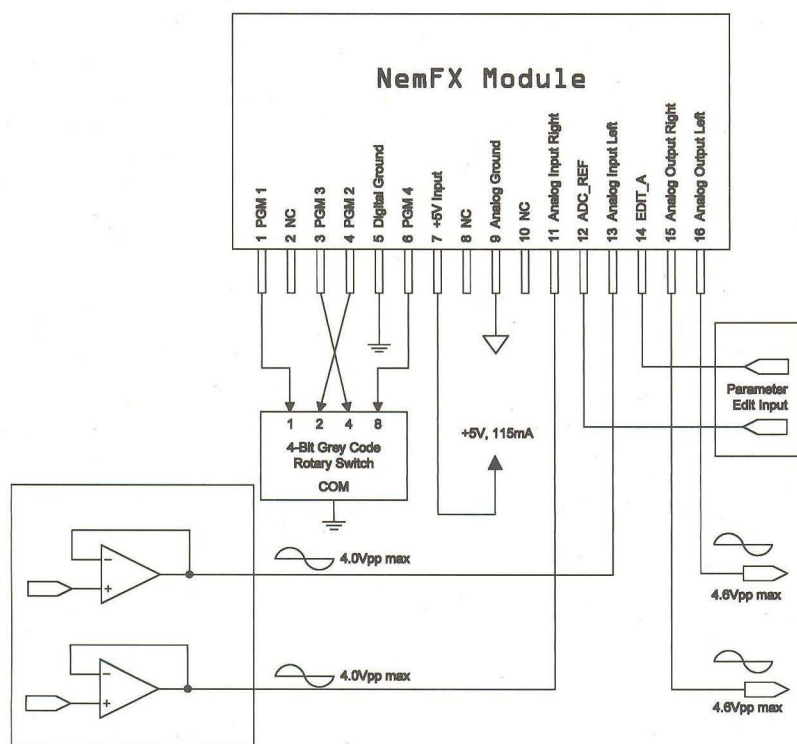 NemFX Module
1 PGM 1
2 NC
3 PGM 3
4 PGM 2
5 Digital Ground
6 PGM 4
7 +5V Input
8 NC
9 Analog Ground
10 NC
11 Analog Input Right
12 ADC_REF
13 Analog Input Left
14 EDIT_A
15 Analog Output Right
16 Analog Output Left
1 2 4 8
4-Bit Grey Code
Rotary Switch
COM
+5V, 115mA
Parameter
Edit Input
4.0Vpp max
4.6Vpp max
4.0Vpp max
4.6Vpp max